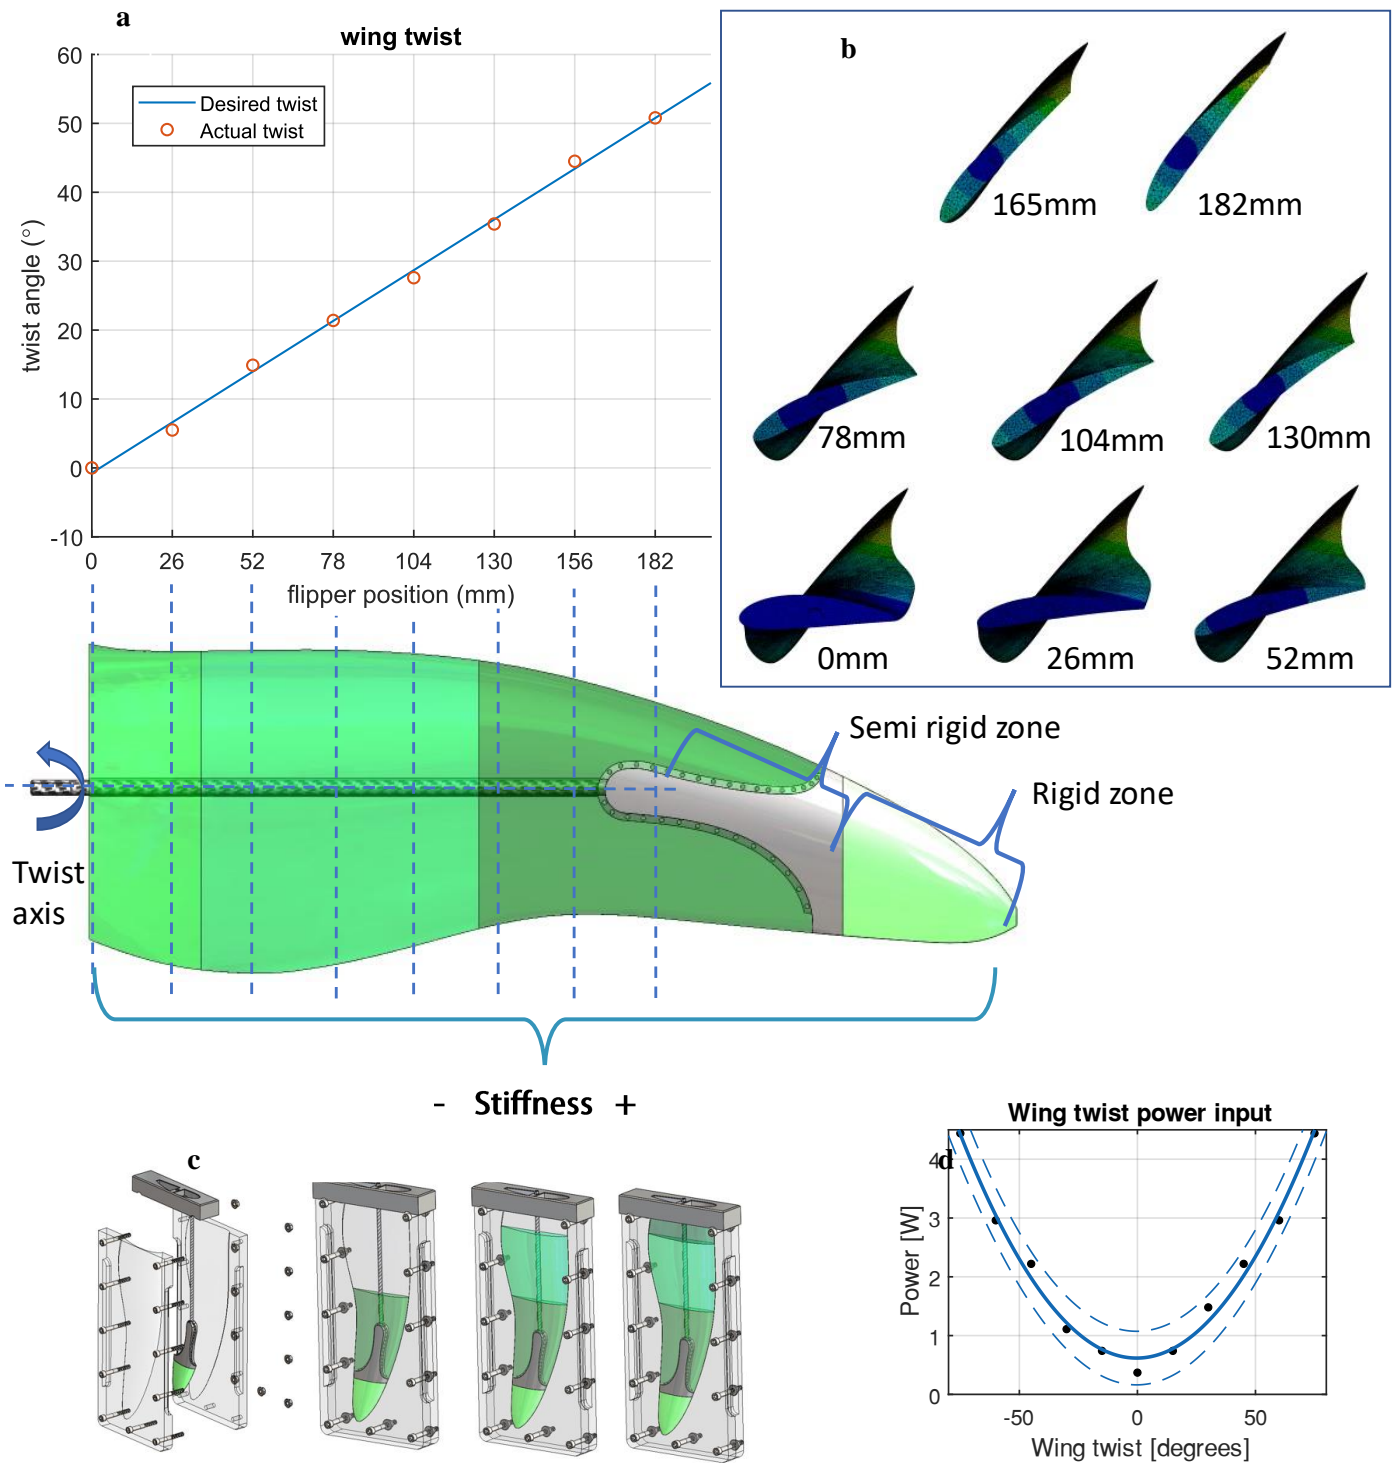 a
wing twist
60
50
40
30
20
10
0
-10
twist angle (°)
Desired twist
Actual twist
0 26 52 78 104 130 156 182
flipper position (mm)
b
165mm 182mm
78mm 104mm 130mm
0mm 26mm 52mm
Semi rigid zone
Rigid zone
Twist
axis
- Stiffness +
c
Wing twist power input
d
4
3
2
1
0
Power [W]
-50 0 50
Wing twist [degrees]